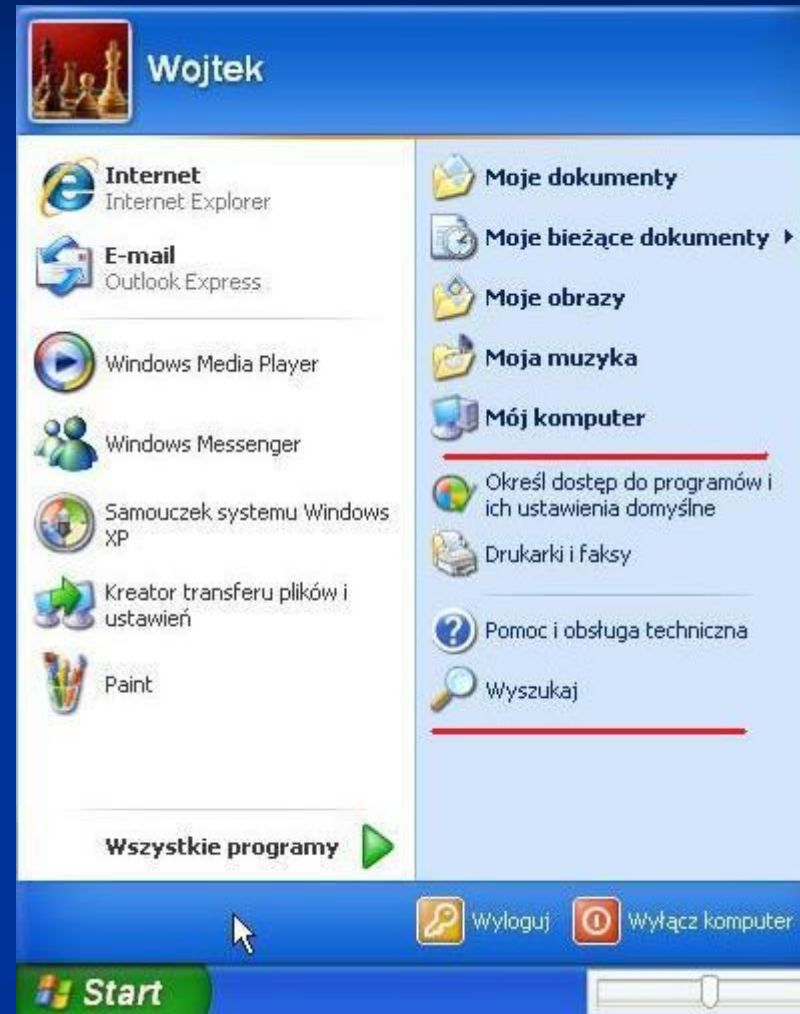 Wojtek
Internet
Internet Explorer
E-mail
Outlook Express
Windows Media Player
Windows Messenger
Samouczek systemu Windows
XP
Kreator transferu plików i
ustawień
Paint
Wszystkie programy
Moje dokumenty
Moje bieżące dokumenty
Moje obrazy
Moja muzyka
Mój komputer
Określ dostęp do programów i
ich ustawienia domyślne
Drukarki i faksy
Pomoc i obsługa techniczna
Wyszukaj
Wyloguj
Wyłącz komputer
Start